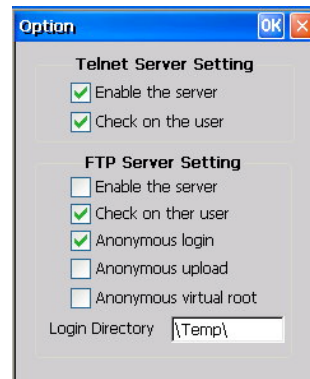 Option OK
Telnet Server Setting
Enable the server
Check on the user
FTP Server Setting
Enable the server
Check on ther user
Anonymous login
Anonymous upload
Anonymous virtual root
Login Directory \Temp\